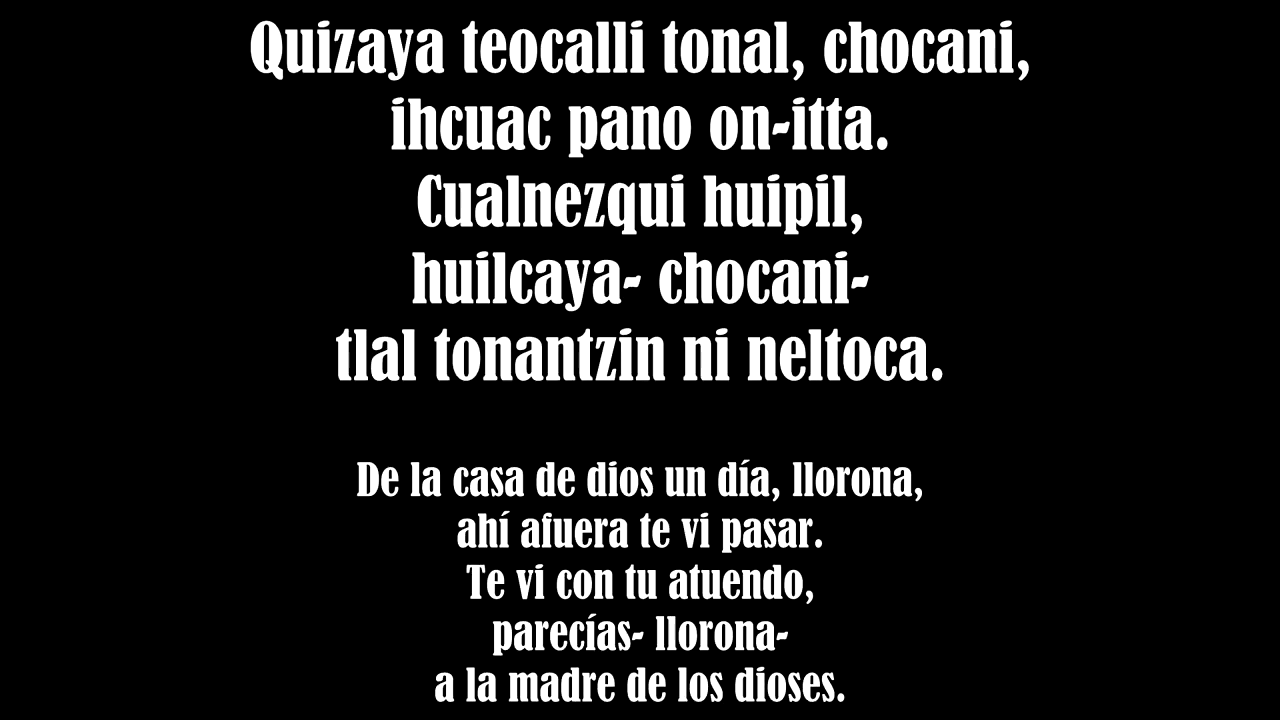 Quizaya teocalli tonal, chocani,
ihcuac pano on-itta.
Cualnezqui huipil,
huilcaya- chocani-
tlal tonantzin ni neltoca.
De la casa de dios un día, llorona,
ahí afuera te vi pasar.
Te vi con tu atuendo,
parecías- llorona-
a la madre de los dioses.